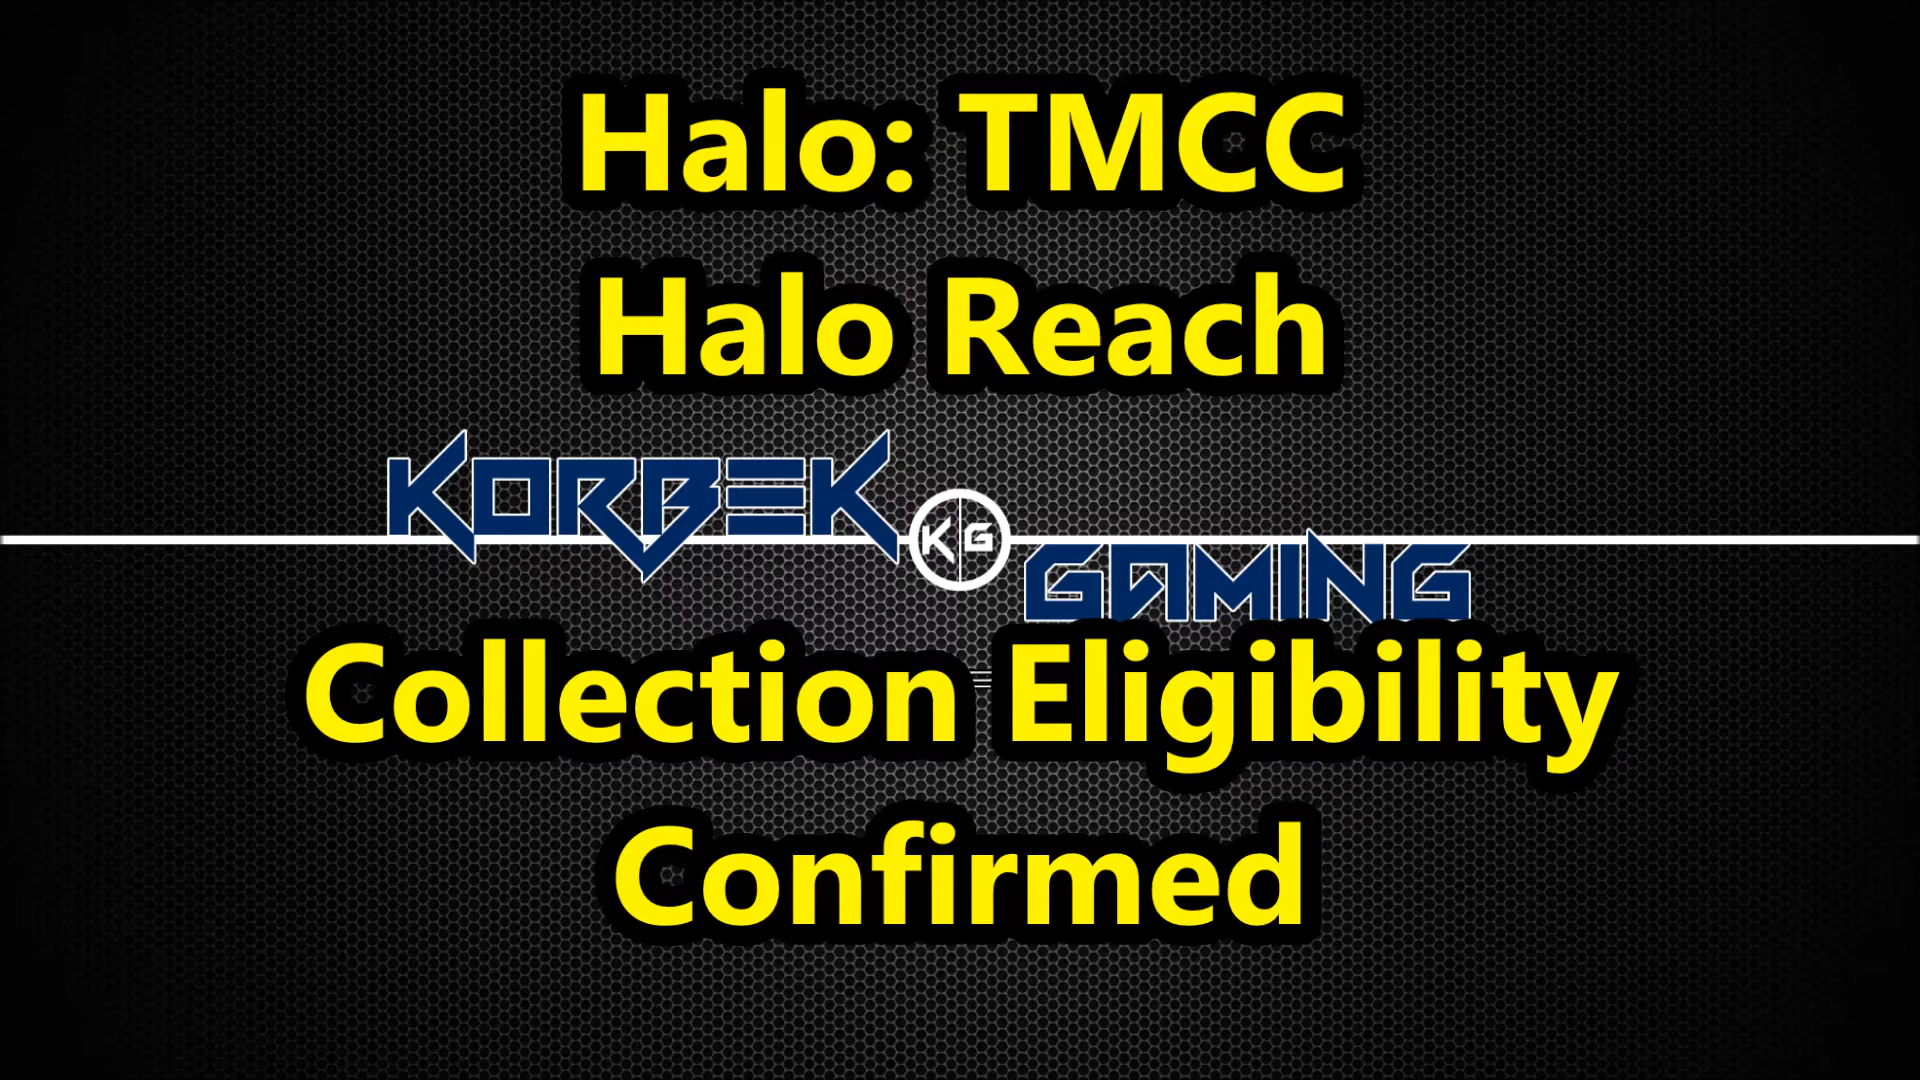 Halo: TMCC
Halo Reach
KORBEK
KG
GAMING
Collection Eligibility
Confirmed